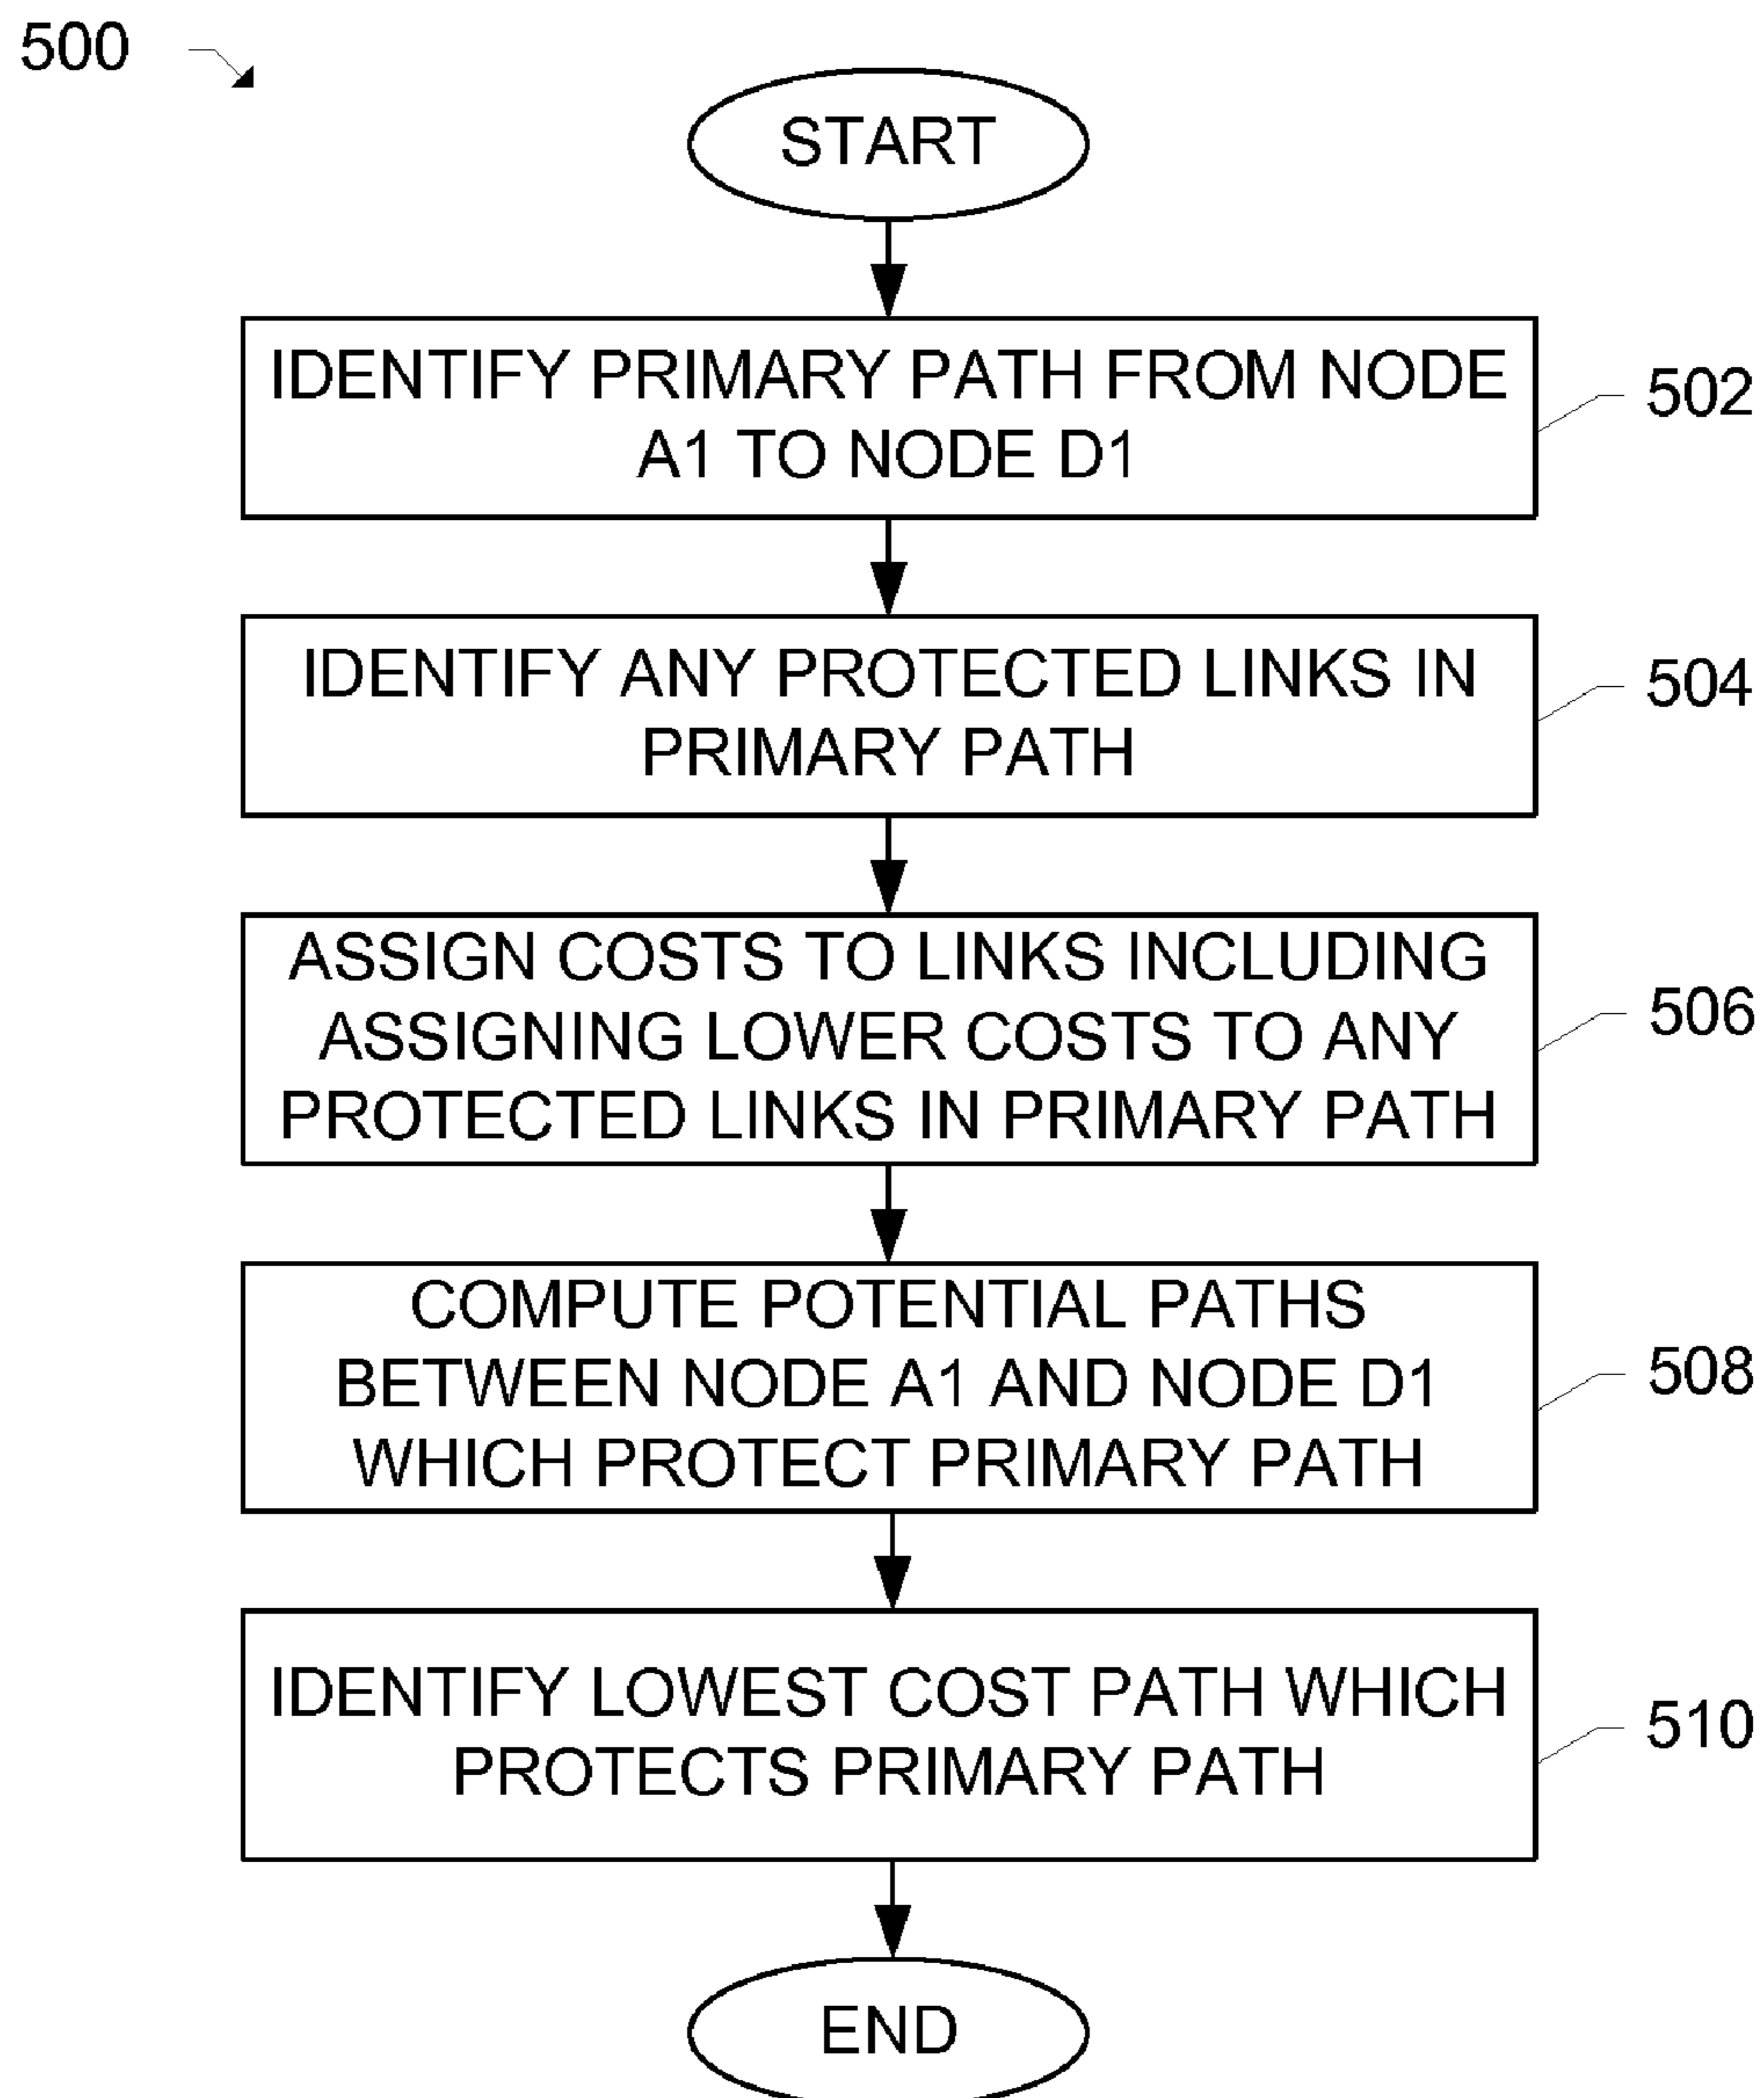 500
START
IDENTIFY PRIMARY PATH FROM NODE
A1 TO NODE D1
502
IDENTIFY ANY PROTECTED LINKS IN
PRIMARY PATH
504
ASSIGN COSTS TO LINKS INCLUDING
ASSIGNING LOWER COSTS TO ANY
PROTECTED LINKS IN PRIMARY PATH
506
COMPUTE POTENTIAL PATHS
BETWEEN NODE A1 AND NODE D1
WHICH PROTECT PRIMARY PATH
508
IDENTIFY LOWEST COST PATH WHICH
PROTECTS PRIMARY PATH
510
END